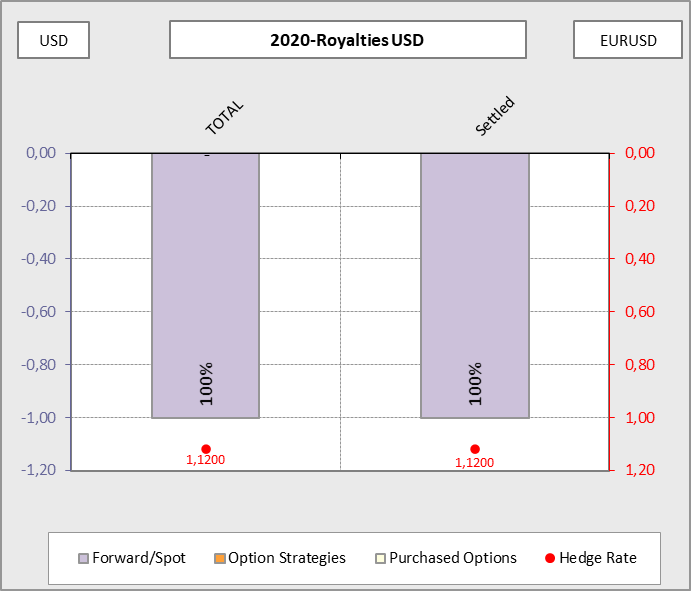 USD
2020-Royalties USD
EURUSD
TOTAL
Settled
0,00
-0,20
-0,40
-0,60
-0,80
-1,00
-1,20
0,00
0,20
0,40
0,60
0,80
1,00
1,20
-
100%
100%
1,1200
1,1200
Forward/Spot
Option Strategies
Purchased Options
Hedge Rate